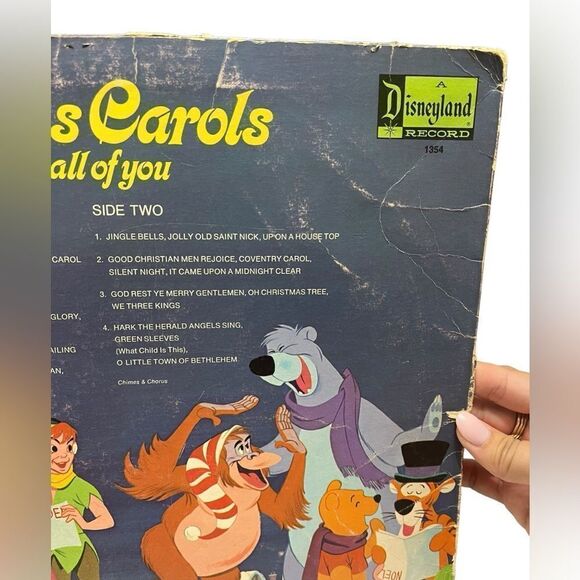 A
Disneyland
RECORD
1354
s Carols
all of you
SIDE TWO
1. JINGLE BELLS, JOLLY OLD SAINT NICK, UP ON A HOUSE TOP
CAROL
2. GOOD CHRISTIAN MEN REJOICE, COVENTRY CAROL,
SILENT NIGHT, IT CAME UPON A MIDNIGHT CLEAR
3. GOD REST YE MERRY GENTLEMEN, OH CHRISTMAS TREE,
WE THREE KINGS
GLORY,
4. HARK THE HERALD ANGELS SING,
GREEN SLEEVES
(What Child Is This),
O LITTLE TOWN OF BETHLEHEM
AILING
AN,
Chimes & Chorus
NOEL